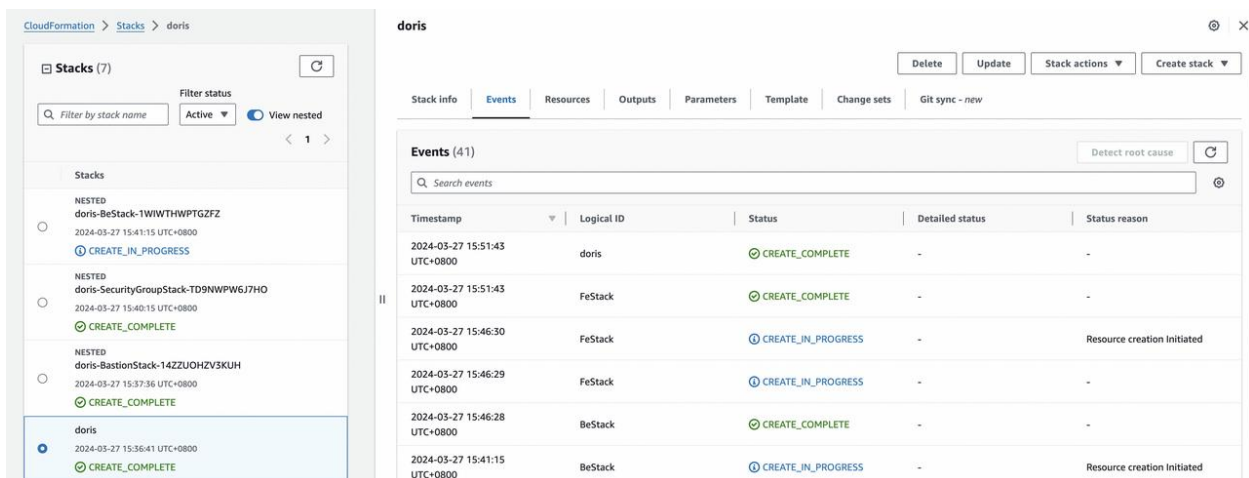 CloudFormation > Stacks > doris
Stacks (7)
Filter status
Filter by stack name
Active
View nested
< 1 >
Stacks
NESTED
doris-BeStack-1WIWTHWPTGZFZ
2024-03-27 15:41:15 UTC+0800
CREATE_IN_PROGRESS
NESTED
doris-SecurityGroupStack-TD9NWPW6J7HO
2024-03-27 15:40:15 UTC+0800
CREATE_COMPLETE
NESTED
doris-BastionStack-14ZZUOHZV3KUH
2024-03-27 15:37:36 UTC+0800
CREATE_COMPLETE
doris
2024-03-27 15:36:41 UTC+0800
CREATE_COMPLETE
doris
Delete Update Stack actions Create stack
Stack info Events Resources Outputs Parameters Template Change sets Git sync - new
Events (41)
Detect root cause
Search events
Timestamp Logical ID Status Detailed status Status reason
2024-03-27 15:51:43
UTC+0800
doris CREATE_COMPLETE - -
2024-03-27 15:51:43
UTC+0800
FeStack CREATE_COMPLETE - -
2024-03-27 15:46:30
UTC+0800
FeStack CREATE_IN_PROGRESS - Resource creation Initiated
2024-03-27 15:46:29
UTC+0800
FeStack CREATE_IN_PROGRESS - -
2024-03-27 15:46:28
UTC+0800
BeStack CREATE_COMPLETE - -
2024-03-27 15:41:15
UTC+0800
BeStack CREATE_IN_PROGRESS - Resource creation Initiated